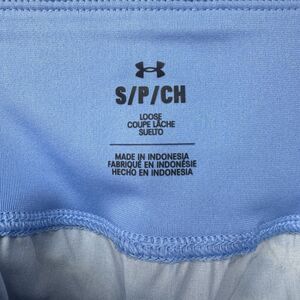 S/P/CH
LOOSE
COUPE LÂCHE
SUELTO
MADE IN INDONESIA
FABRIQUÉ EN INDONÉSIE
HECHO EN INDONESIA